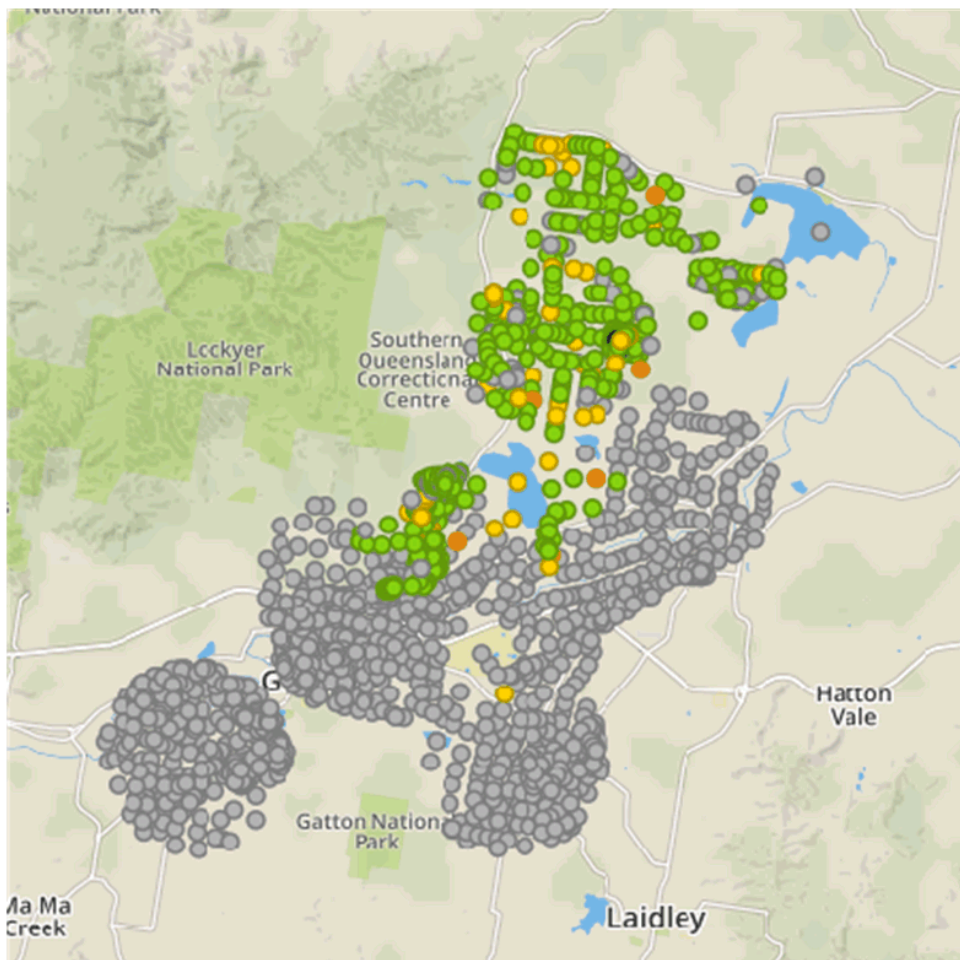 National Park
Lockyer
National Park
Southern
Queensland
Correctional
Centre
G
Hatton
Vale
Gatton National
Park
Ma Ma
Creek
Laidley